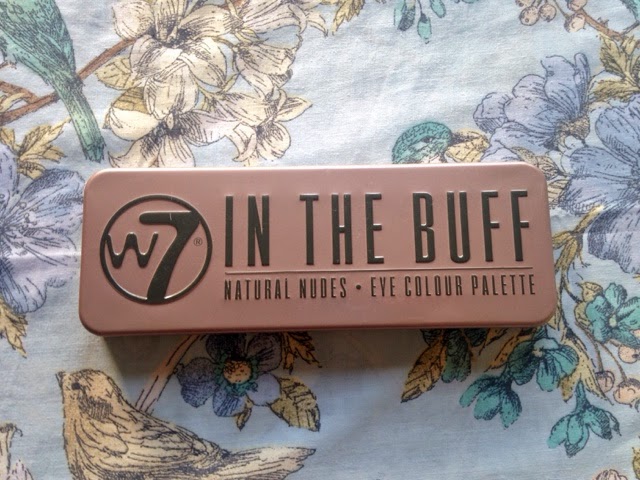 W7®
IN THE BUFF
NATURAL NUDES • EYE COLOUR PALETTE